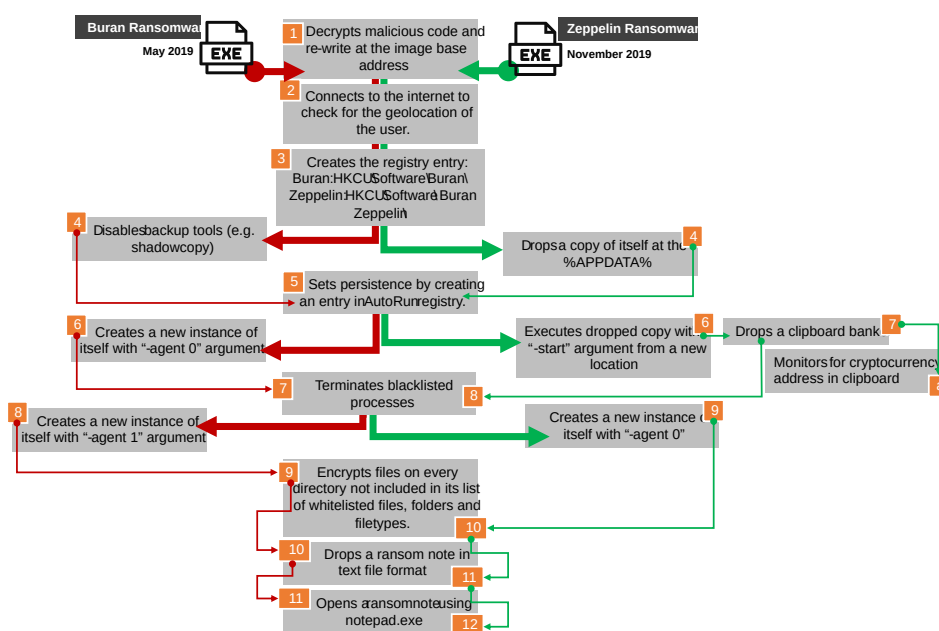 Buran Ransomwar
May 2019
EXE
Zeppelin Ransomwar
November 2019
EXE
1
Decrypts malicious code and
re-write at the image base
address
2
Connects to the internet to
check for the geolocation of
the user.
3
Creates the registry entry:
Buran:HKCU\Software\Buran\
Zeppelin:HKCU\Software\ Buran
Zeppelin\
4
Disables backup tools (e.g.
shadowcopy)
4
Drops a copy of itself at the
%APPDATA%
5
Sets persistence by creating
an entry in AutoRun registry.
6
Creates a new instance of
itself with “-agent 0” argument
6
Executes dropped copy with
“-start” argument from a new
location
7
Drops a clipboard bank
Monitors for cryptocurrency
address in clipboard
a
7
Terminates blacklisted
processes
8
8
Creates a new instance of
itself with “-agent 1” argument
9
Creates a new instance of
itself with “-agent 0”
9
Encrypts files on every
directory not included in its list
of whitelisted files, folders and
filetypes.
10
10
Drops a ransom note in
text file format
11
11
Opens a ransom note using
notepad.exe
12